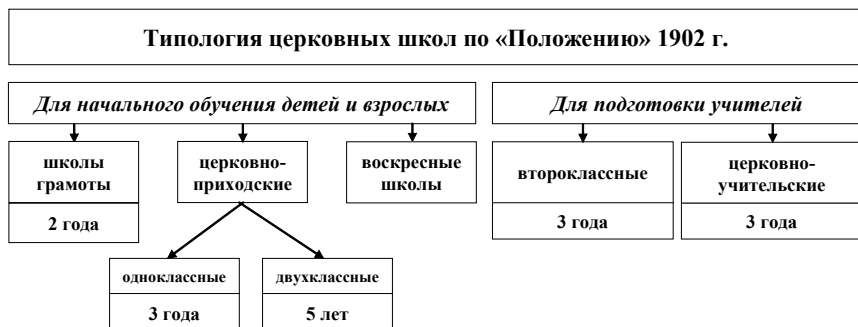 Типология церковных школ по «Положению» 1902 г.
Для начального обучения детей и взрослых
Для подготовки учителей
школы
грамоты
2 года
церковно-
приходские
воскресные
школы
второклассные
3 года
церковно-
учительские
3 года
одноклассные
3 года
двухклассные
5 лет